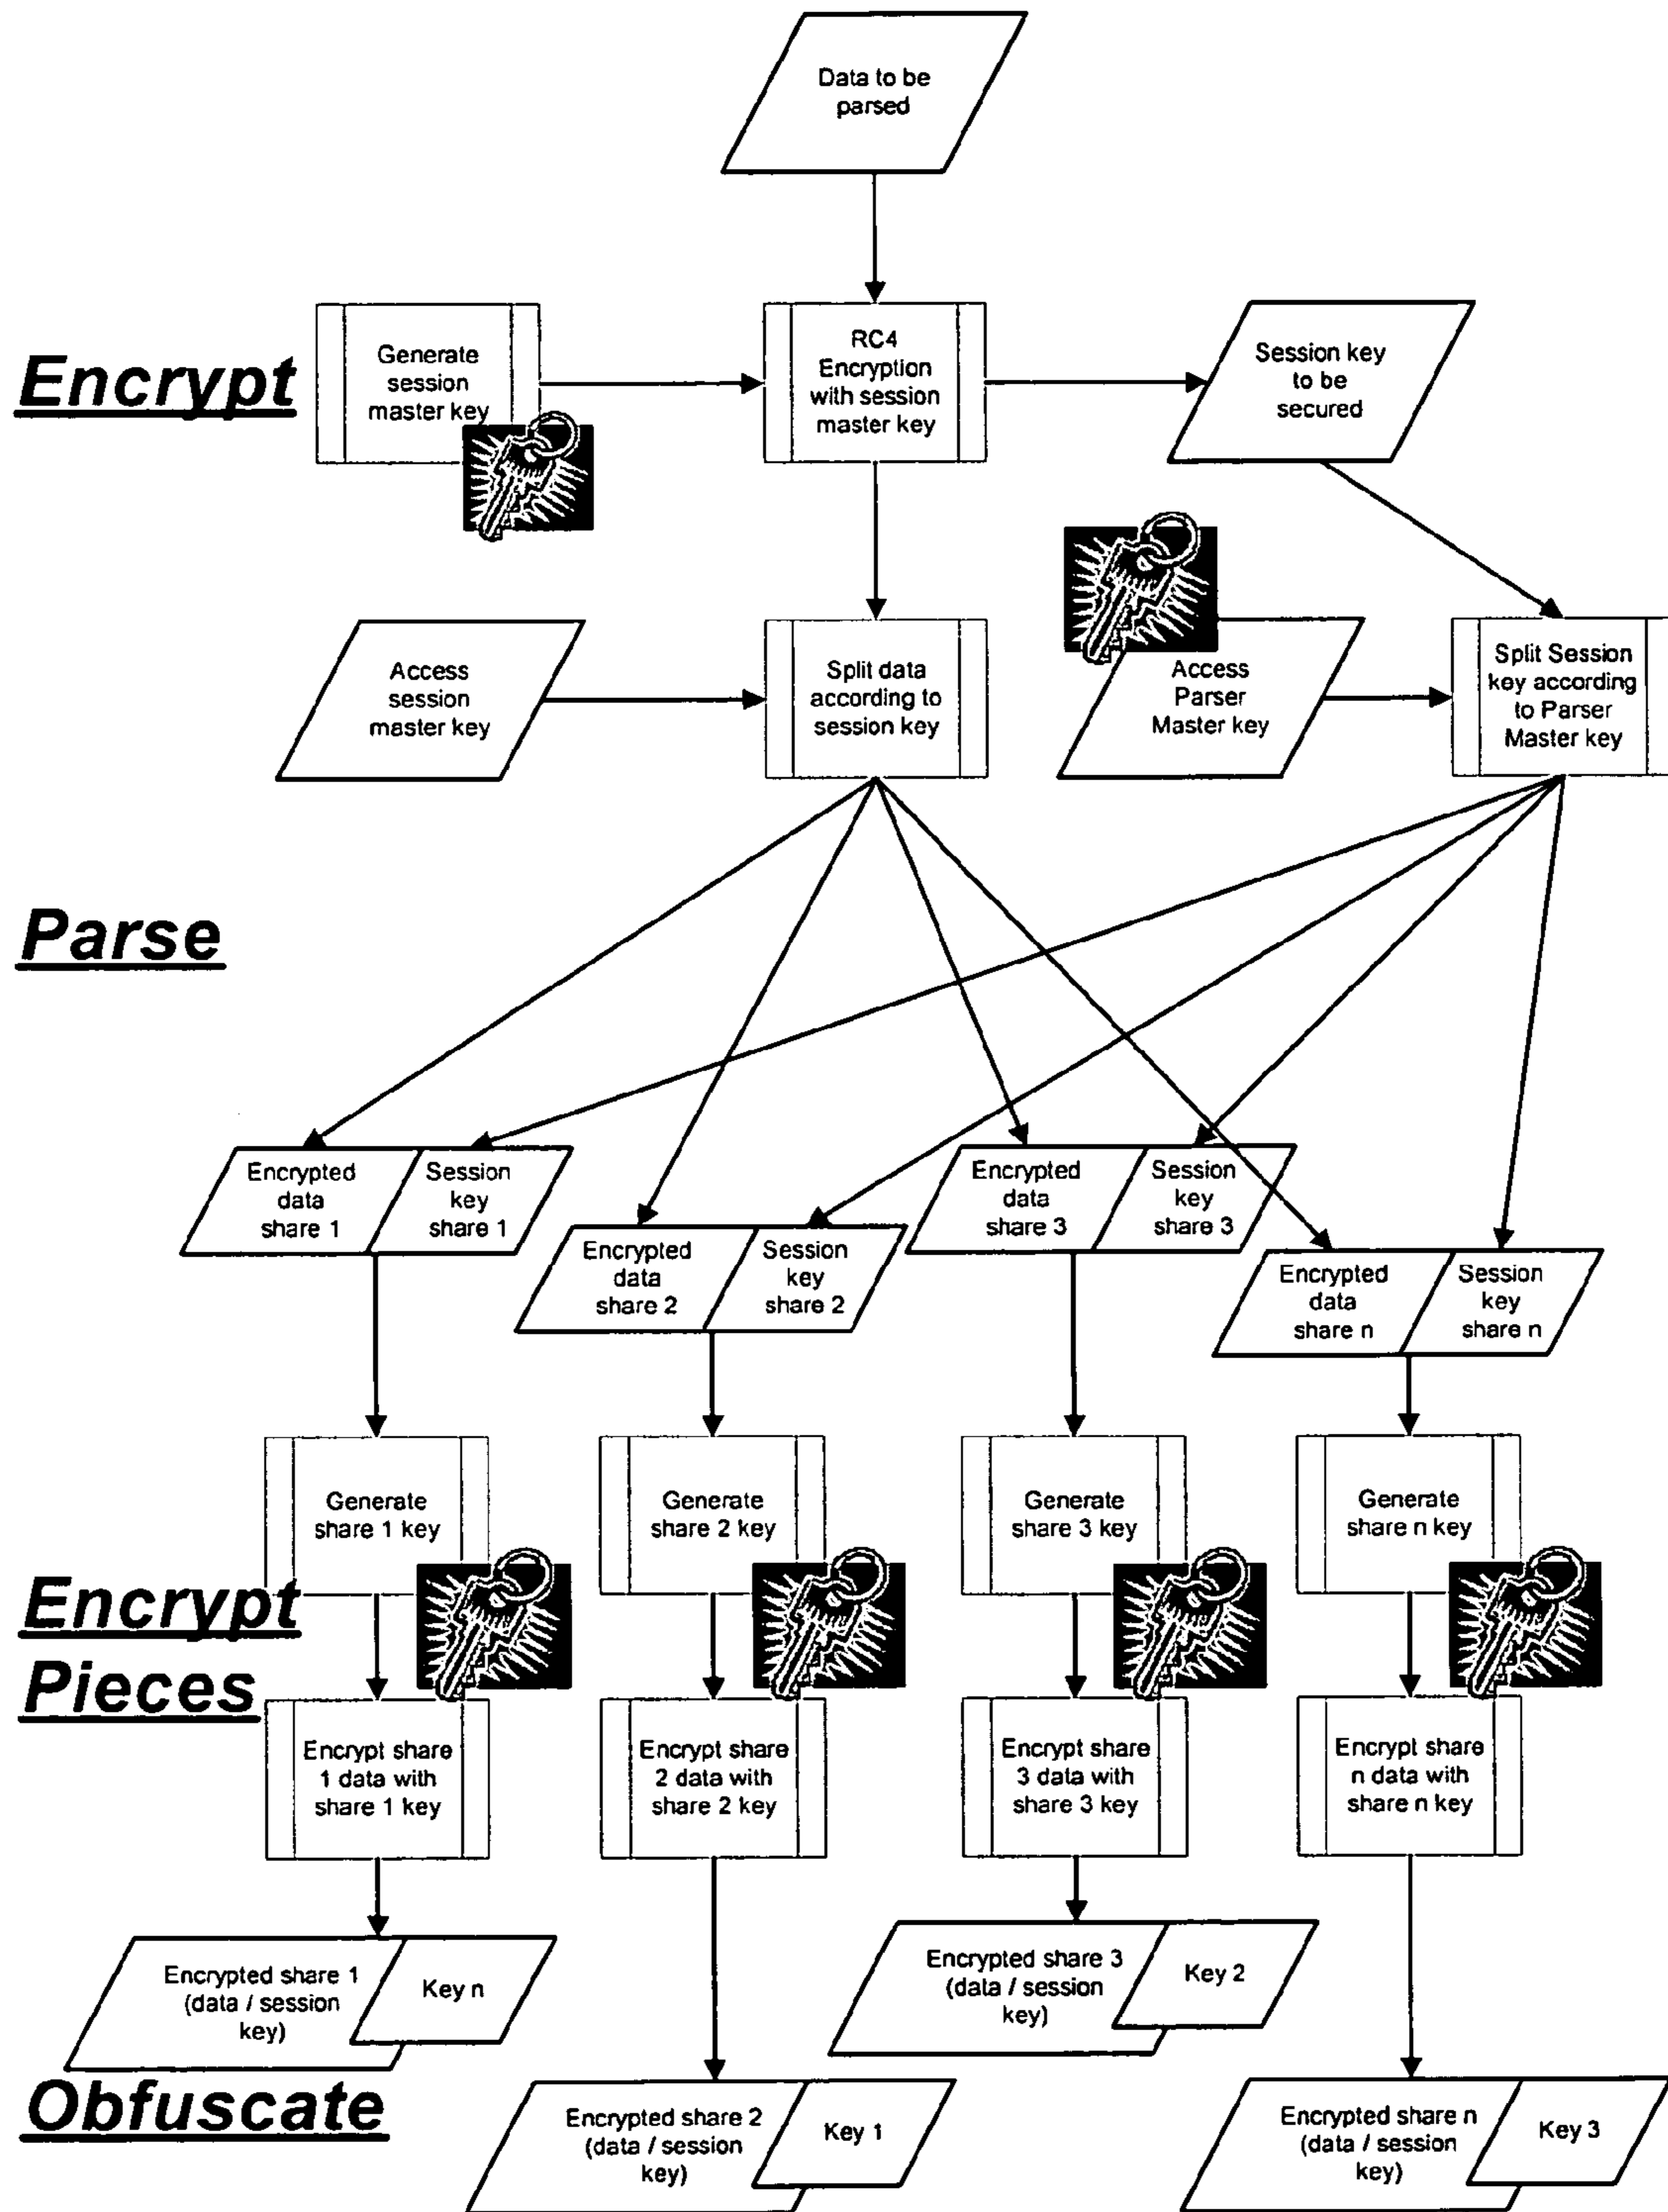 Data to be
parsed
Encrypt
Generate
session
master key
RC4
Encryption
with session
master key
Session key
to be
secured
Access
session
master key
Split data
according to
session key
Access
Parser
Master key
Split Session
key according
to Parser
Master key
Parse
Encrypted
data
share 1
Session
key
share 1
Encrypted
data
share 2
Session
key
share 2
Encrypted
data
share 3
Session
key
share 3
Encrypted
data
share n
Session
key
share n
Generate
share 1 key
Generate
share 2 key
Generate
share 3 key
Generate
share n key
Encrypt
Pieces
Encrypt share
1 data with
share 1 key
Encrypt share
2 data with
share 2 key
Encrypt share
3 data with
share 3 key
Encrypt share
n data with
share n key
Encrypted share 1
(data / session
key)
Key n
Encrypted share 3
(data / session
key)
Key 2
Obfuscate
Encrypted share 2
(data / session
key)
Key 1
Encrypted share n
(data / session
key)
Key 3